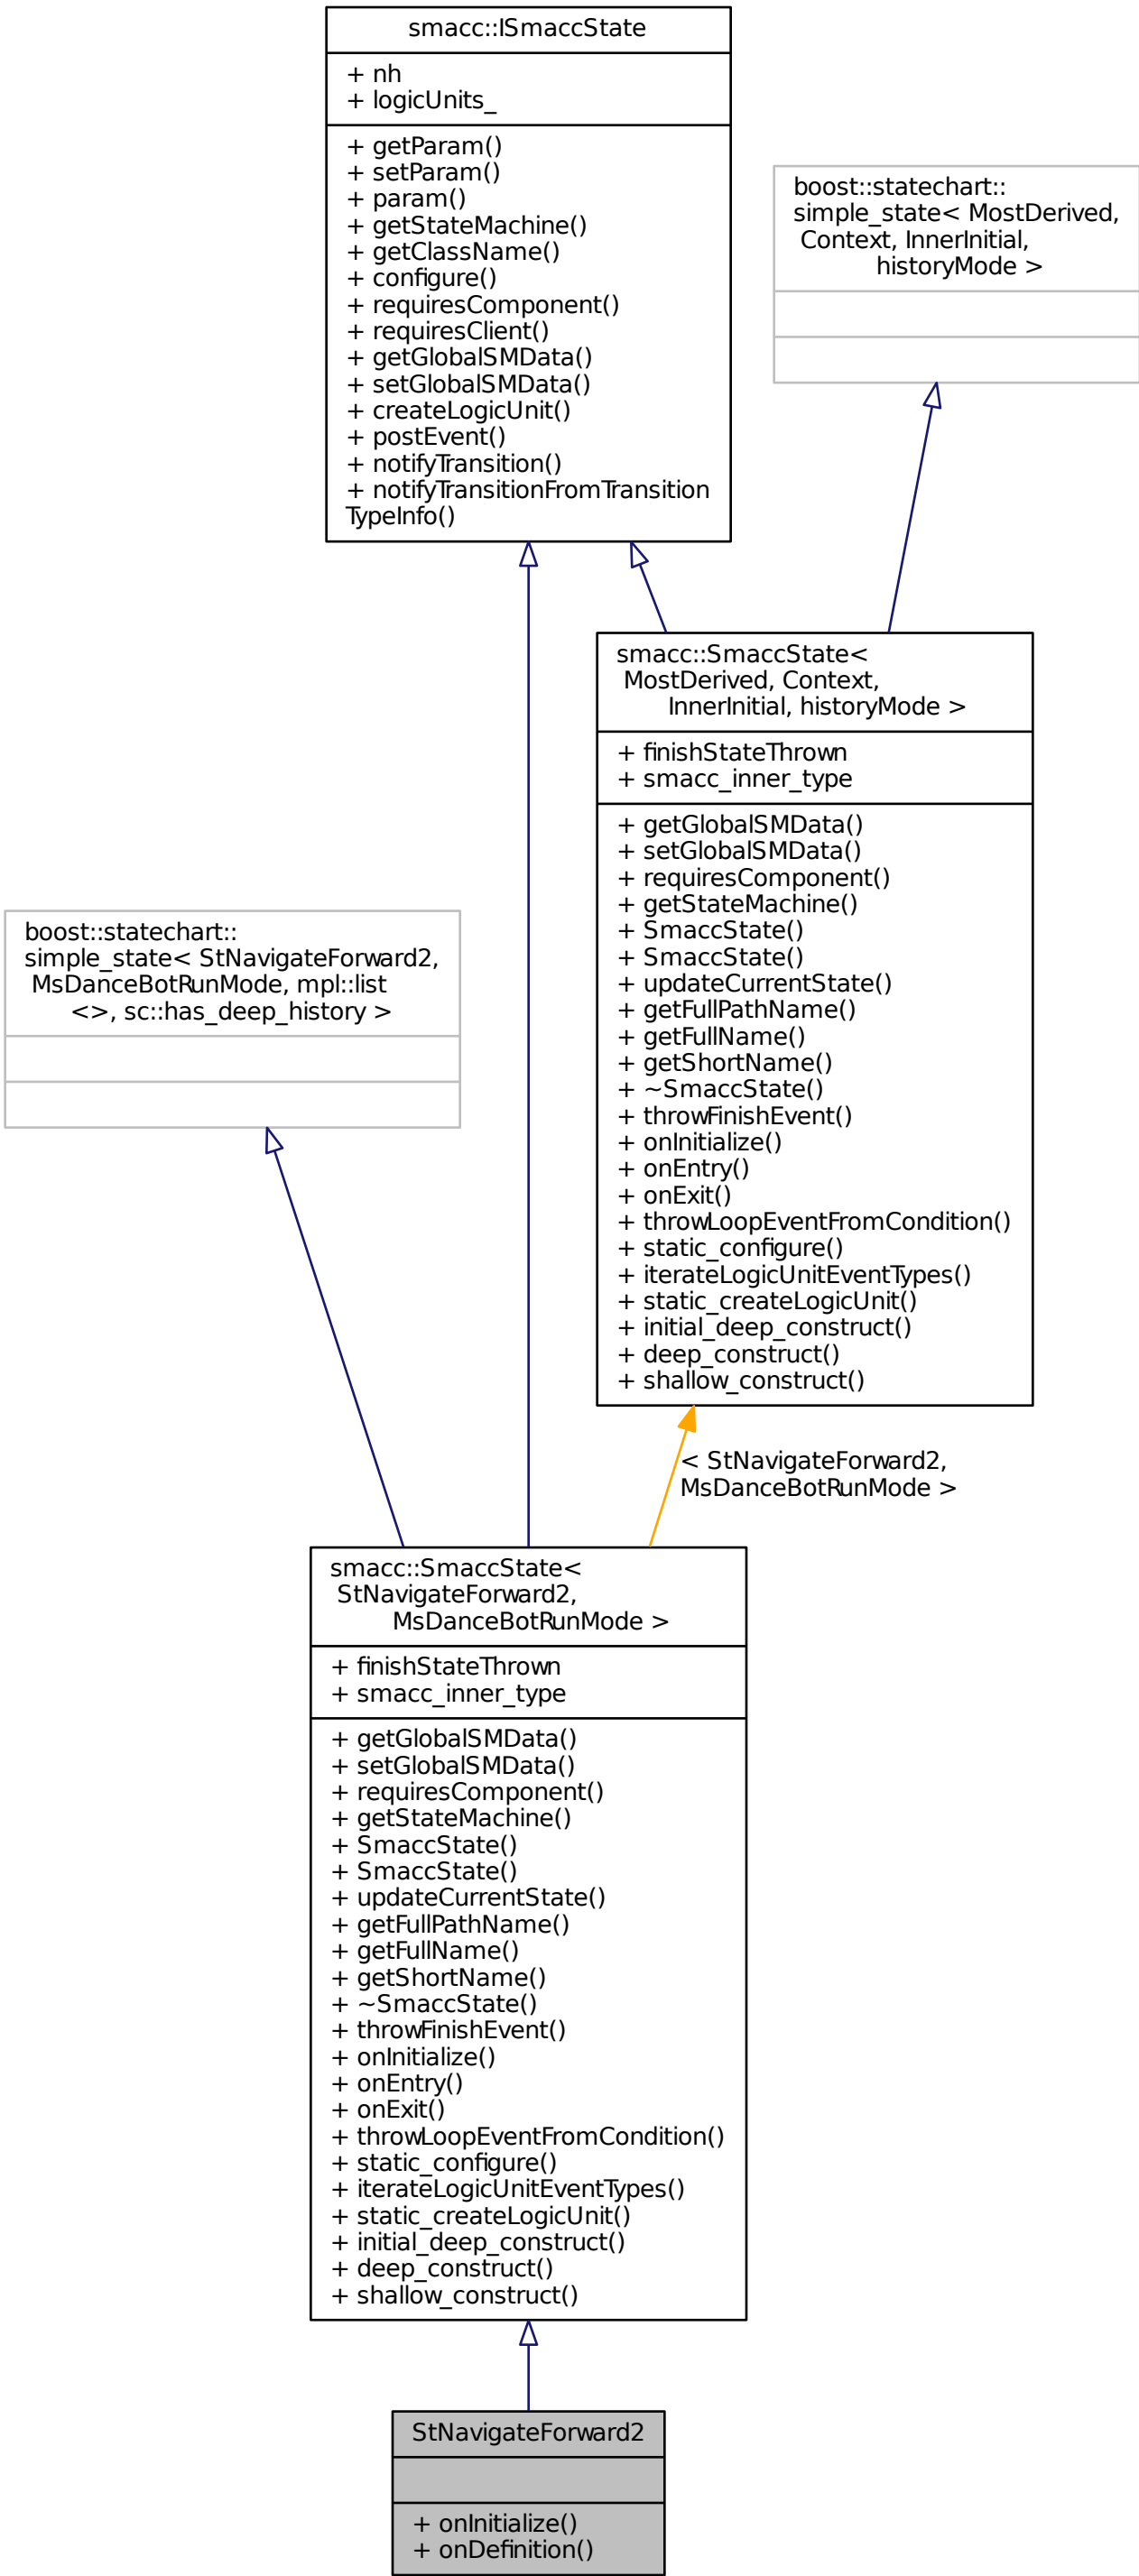 smacc::ISmaccState
+ nh
+ logicUnits_
+ getParam()
+ setParam()
+ param()
+ getStateMachine()
+ getClassName()
+ configure()
+ requiresComponent()
+ requiresClient()
+ getGlobalSMData()
+ setGlobalSMData()
+ createLogicUnit()
+ postEvent()
+ notifyTransition()
+ notifyTransitionFromTransition
TypeInfo()
boost::statechart::
simple_state< MostDerived,
Context, InnerInitial,
historyMode >
smacc::SmaccState<
MostDerived, Context,
InnerInitial, historyMode >
+ finishStateThrown
+ smacc_inner_type
+ getGlobalSMData()
+ setGlobalSMData()
+ requiresComponent()
+ getStateMachine()
+ SmaccState()
+ SmaccState()
+ updateCurrentState()
+ getFullPathName()
+ getFullName()
+ getShortName()
+ ~SmaccState()
+ throwFinishEvent()
+ onInitialize()
+ onEntry()
+ onExit()
+ throwLoopEventFromCondition()
+ static_configure()
+ iterateLogicUnitEventTypes()
+ static_createLogicUnit()
+ initial_deep_construct()
+ deep_construct()
+ shallow_construct()
boost::statechart::
simple_state< StNavigateForward2,
MsDanceBotRunMode, mpl::list
<>, sc::has_deep_history >
< StNavigateForward2,
MsDanceBotRunMode >
smacc::SmaccState<
StNavigateForward2,
MsDanceBotRunMode >
+ finishStateThrown
+ smacc_inner_type
+ getGlobalSMData()
+ setGlobalSMData()
+ requiresComponent()
+ getStateMachine()
+ SmaccState()
+ SmaccState()
+ updateCurrentState()
+ getFullPathName()
+ getFullName()
+ getShortName()
+ ~SmaccState()
+ throwFinishEvent()
+ onInitialize()
+ onEntry()
+ onExit()
+ throwLoopEventFromCondition()
+ static_configure()
+ iterateLogicUnitEventTypes()
+ static_createLogicUnit()
+ initial_deep_construct()
+ deep_construct()
+ shallow_construct()
StNavigateForward2
+ onInitialize()
+ onDefinition()